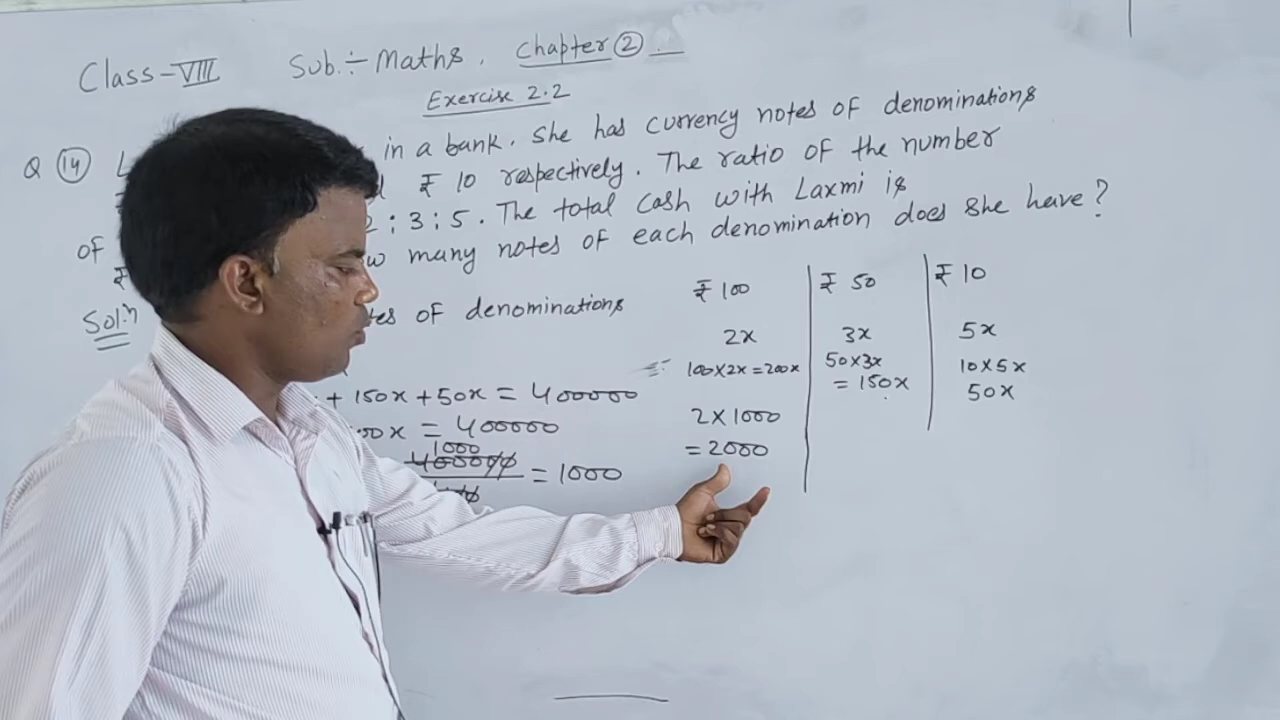 Class-VIII Sub.:- Maths. Chapter ②.
Exercise 2.2
Q ⑭ L in a bank. She has currency notes of denominations
₹ 10 respectively. The ratio of the number
of 2 : 3 : 5. The total cash with Laxmi is
₹ many notes of each denomination does she have?
Sol:n of denominations
₹ 100 ₹ 50 ₹ 10
2x 3x 5x
100×2x=200x 50×3x 10×5x
= 150x 50x
+ 150x + 50x = 400000
00x = 400000
2×1000
= 2000
1000
400000 = 1000